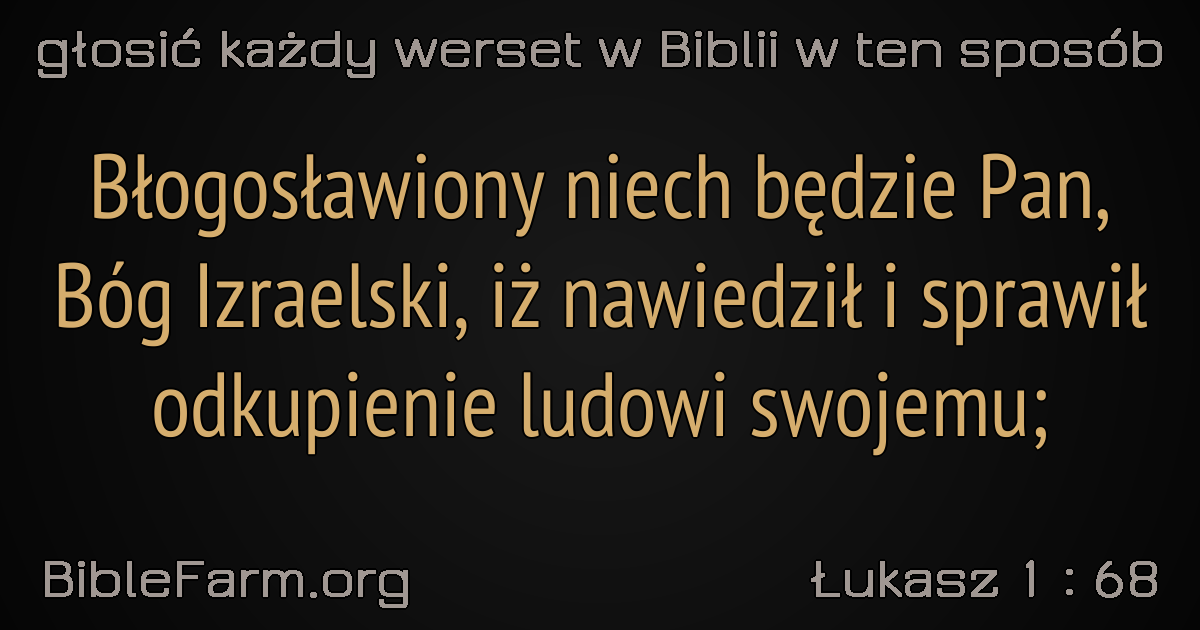 głosić każdy werset w Biblii w ten sposób
Błogosławiony niech będzie Pan,
Bóg Izraelski, iż nawiedził i sprawił
odkupienie ludowi swojemu;
BibleFarm.org
Łukasz 1 : 68